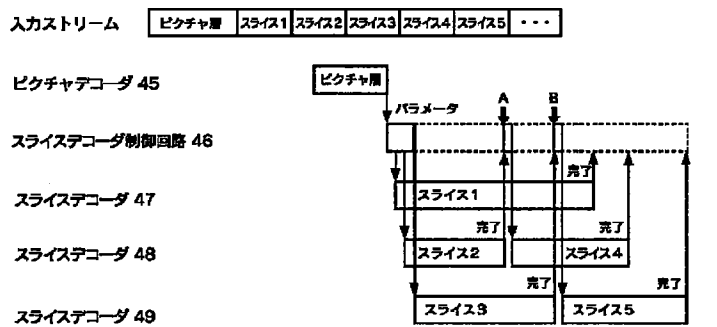 入力ストリーム
ピクチャ層 スライス1 スライス2 スライス3 スライス4 スライス5 ・・・
ピクチャデコーダ 45
ピクチャ層
パラメータ
A
B
スライスデコーダ制御回路 46
完了
スライスデコーダ 47
スライス1
完了
完了
スライスデコーダ 48
スライス2
スライス4
完了
完了
スライスデコーダ 49
スライス3
スライス5